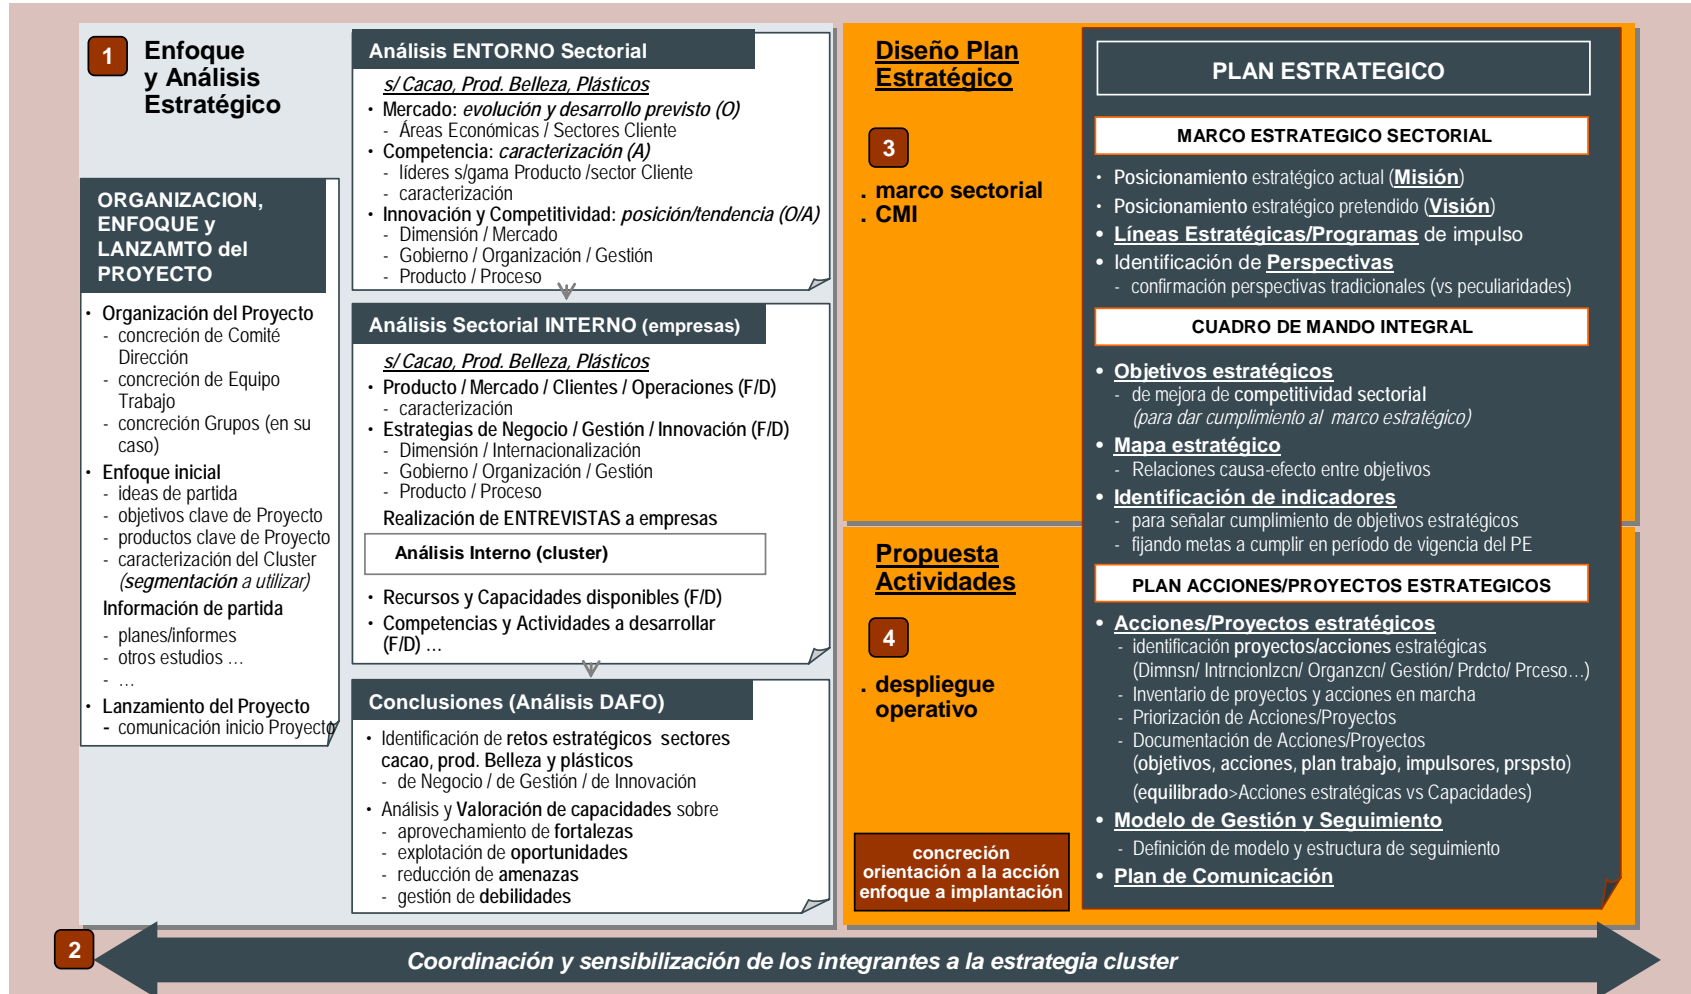 1
Enfoque
y Análisis
Estratégico
ORGANIZACION,
ENFOQUE y
LANZAMTO del
PROYECTO
• Organización del Proyecto
- concreción de Comité
Dirección
- concreción de Equipo
Trabajo
- concreción Grupos (en su
caso)
• Enfoque inicial
- ideas de partida
- objetivos clave de Proyecto
- productos clave de Proyecto
- caracterización del Cluster
(segmentación a utilizar)
Información de partida
- planes/informes
- otros estudios …
- …
• Lanzamiento del Proyecto
- comunicación inicio Proyecto
Análisis ENTORNO Sectorial
s/ Cacao, Prod. Belleza, Plásticos
• Mercado: evolución y desarrollo previsto (O)
- Áreas Económicas / Sectores Cliente
• Competencia: caracterización (A)
- líderes s/gama Producto /sector Cliente
- caracterización
• Innovación y Competitividad: posición/tendencia (O/A)
- Dimensión / Mercado
- Gobierno / Organización / Gestión
- Producto / Proceso
Análisis Sectorial INTERNO (empresas)
s/ Cacao, Prod. Belleza, Plásticos
• Producto / Mercado / Clientes / Operaciones (F/D)
- caracterización
• Estrategias de Negocio / Gestión / Innovación (F/D)
- Dimensión / Internacionalización
- Gobierno / Organización / Gestión
- Producto / Proceso
Realización de ENTREVISTAS a empresas
Análisis Interno (cluster)
• Recursos y Capacidades disponibles (F/D)
• Competencias y Actividades a desarrollar
(F/D) …
Conclusiones (Análisis DAFO)
• Identificación de retos estratégicos sectores
cacao, prod. Belleza y plásticos
- de Negocio / de Gestión / de Innovación
• Análisis y Valoración de capacidades sobre
- aprovechamiento de fortalezas
- explotación de oportunidades
- reducción de amenazas
- gestión de debilidades
Diseño Plan
Estratégico
3
. marco sectorial
. CMI
Propuesta
Actividades
4
. despliegue
operativo
concreción
orientación a la acción
enfoque a implantación
PLAN ESTRATEGICO
MARCO ESTRATEGICO SECTORIAL
• Posicionamiento estratégico actual (Misión)
• Posicionamiento estratégico pretendido (Visión)
• Líneas Estratégicas/Programas de impulso
• Identificación de Perspectivas
- confirmación perspectivas tradicionales (vs peculiaridades)
CUADRO DE MANDO INTEGRAL
• Objetivos estratégicos
- de mejora de competitividad sectorial
(para dar cumplimiento al marco estratégico)
• Mapa estratégico
- Relaciones causa-efecto entre objetivos
• Identificación de indicadores
- para señalar cumplimiento de objetivos estratégicos
- fijando metas a cumplir en período de vigencia del PE
PLAN ACCIONES/PROYECTOS ESTRATEGICOS
• Acciones/Proyectos estratégicos
- identificación proyectos/acciones estratégicas
(Dimnsn/ Intrncionlzcn/ Organzcn/ Gestión/ Prdcto/ Prceso…)
- Inventario de proyectos y acciones en marcha
- Priorización de Acciones/Proyectos
- Documentación de Acciones/Proyectos
(objetivos, acciones, plan trabajo, impulsores, prspsto)
(equilibrado>Acciones estratégicas vs Capacidades)
• Modelo de Gestión y Seguimiento
- Definición de modelo y estructura de seguimiento
• Plan de Comunicación
2
Coordinación y sensibilización de los integrantes a la estrategia cluster